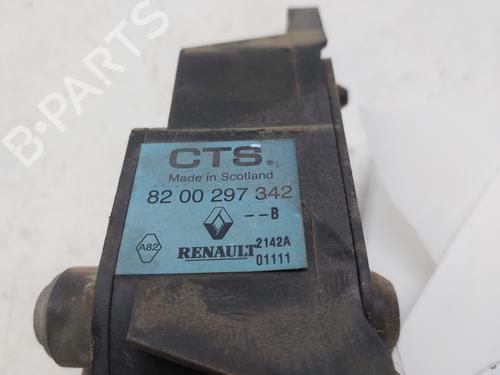 B-PARTS
CTS®
Made in Scotland
82 00 297 342
--B
A82
RENAULT
2142A
01111